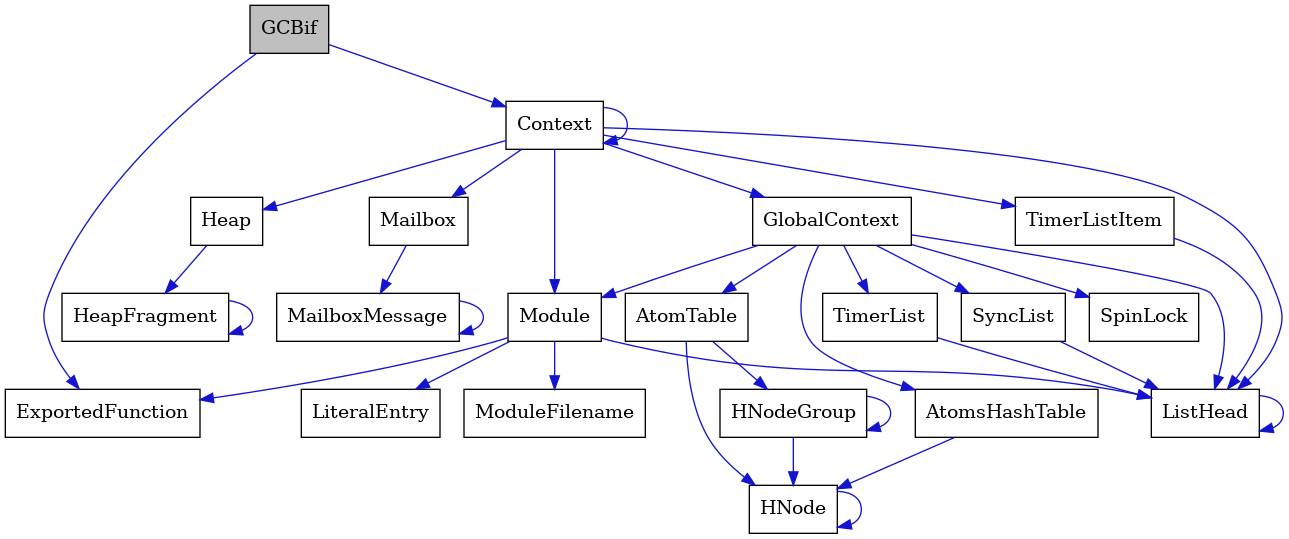 GCBif
Context
Heap
Mailbox
GlobalContext
TimerListItem
HeapFragment
MailboxMessage
Module
AtomTable
TimerList
SyncList
SpinLock
ExportedFunction
LiteralEntry
ModuleFilename
HNodeGroup
AtomsHashTable
ListHead
HNode